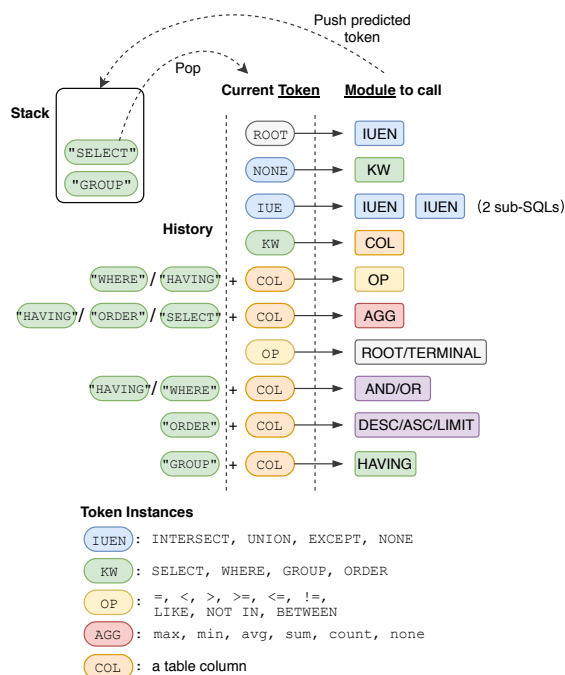 Push predicted
token
Pop
Current Token
Module to call
Stack
"SELECT"
"GROUP"
History
ROOT
IUEN
NONE
KW
IUE
IUEN
IUEN
(2 sub-SQLs)
KW
COL
"WHERE" / "HAVING" + COL
OP
"HAVING" / "ORDER" / "SELECT" + COL
AGG
OP
ROOT/TERMINAL
"HAVING" / "WHERE" + COL
AND/OR
"ORDER" + COL
DESC/ASC/LIMIT
"GROUP" + COL
HAVING
Token Instances
IUEN : INTERSECT, UNION, EXCEPT, NONE
KW : SELECT, WHERE, GROUP, ORDER
OP : =, <, >, >=, <=, !=,
LIKE, NOT IN, BETWEEN
AGG : max, min, avg, sum, count, none
COL : a table column